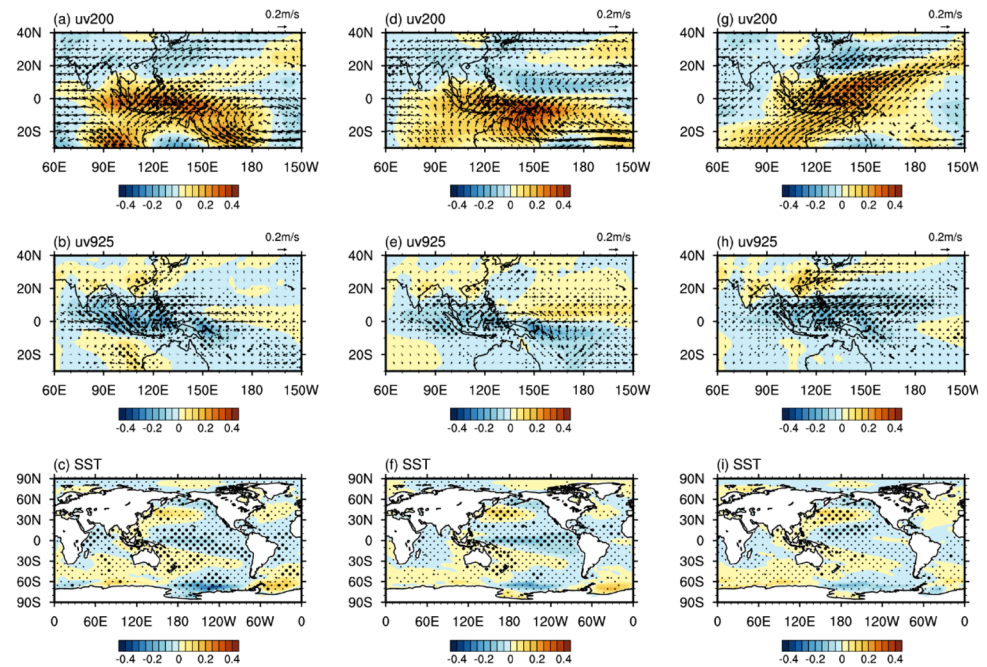 (a) uv200 0.2m/s (d) uv200 0.2m/s (g) uv200 0.2m/s
40N 40N 40N
20N 20N 20N
0 0 0
20S 20S 20S
60E 90E 120E 150E 180 150W 60E 90E 120E 150E 180 150W 60E 90E 120E 150E 180 150W
-0.4 -0.2 0 0.2 0.4 -0.4 -0.2 0 0.2 0.4 -0.4 -0.2 0 0.2 0.4
(b) uv925 0.2m/s (e) uv925 0.2m/s (h) uv925 0.2m/s
40N 40N 40N
20N 20N 20N
0 0 0
20S 20S 20S
60E 90E 120E 150E 180 150W 60E 90E 120E 150E 180 150W 60E 90E 120E 150E 180 150W
-0.4 -0.2 0 0.2 0.4 -0.4 -0.2 0 0.2 0.4 -0.4 -0.2 0 0.2 0.4
(c) SST (f) SST (i) SST
90N 90N 90N
60N 60N 60N
30N 30N 30N
0 0 0
30S 30S 30S
60S 60S 60S
90S 90S 90S
0 60E 120E 180 120W 60W 0 0 60E 120E 180 120W 60W 0 0 60E 120E 180 120W 60W 0
-0.4 -0.2 0 0.2 0.4 -0.4 -0.2 0 0.2 0.4 -0.4 -0.2 0 0.2 0.4